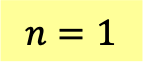 n = 1